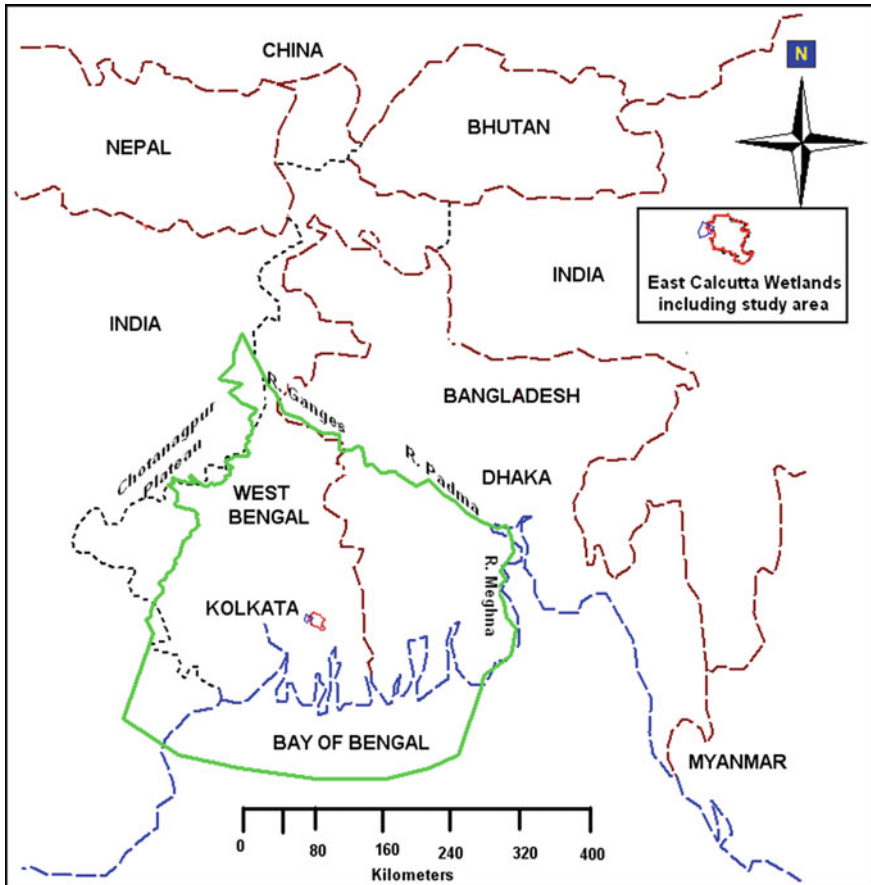 CHINA
N
NEPAL
BHUTAN
East Calcutta Wetlands
including study area
INDIA
INDIA
R. Ganges
BANGLADESH
Chotanagpur
Plateau
R. Padma
DHAKA
WEST
BENGAL
R. Meghna
KOLKATA
BAY OF BENGAL
MYANMAR
0 80 160 240 320 400
Kilometers